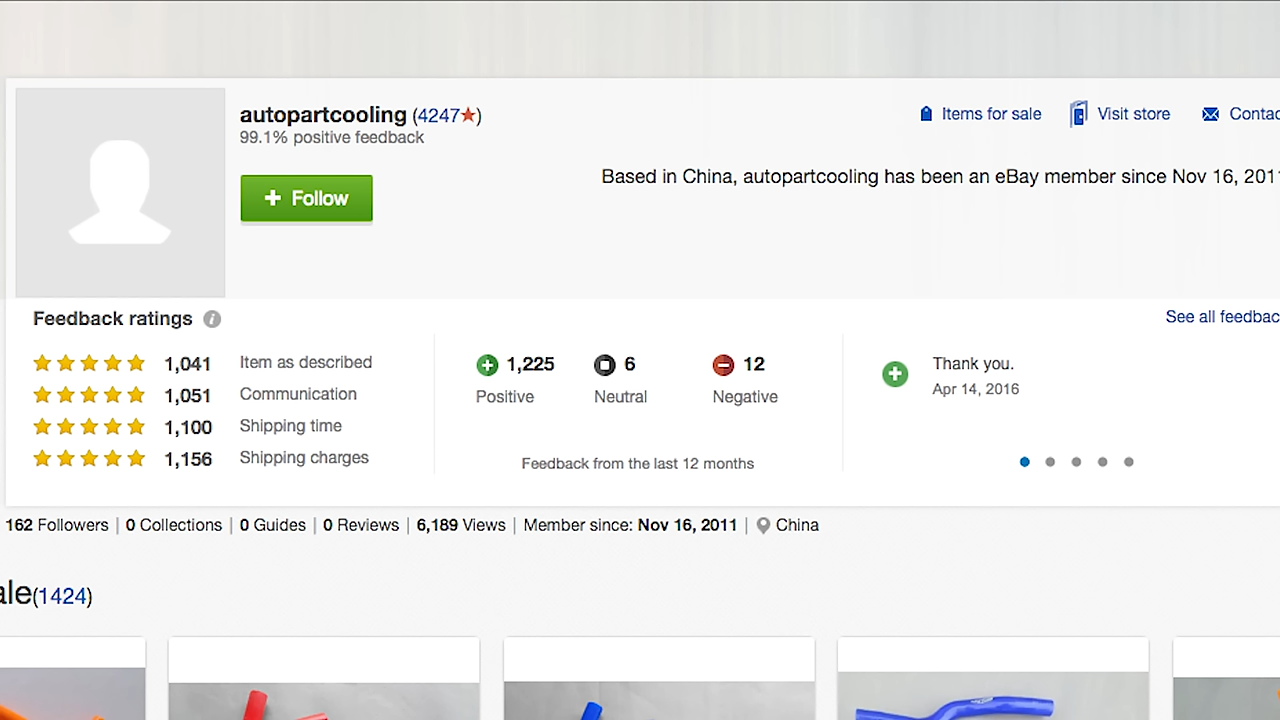 autopartcooling (4247★)
99.1% positive feedback
Items for sale
Visit store
Follow
Based in China, autopartcooling has been an eBay member since Nov 16,
Feedback ratings
See all
1,041 Item as described
1,051 Communication
1,100 Shipping time
1,156 Shipping charges
1,225 Positive
6 Neutral
12 Negative
Feedback from the last 12 months
Thank you.
Apr 14, 2016
162 Followers | 0 Collections | 0 Guides | 0 Reviews | 6,189 Views | Member since: Nov 16, 2011 | China
(1424)